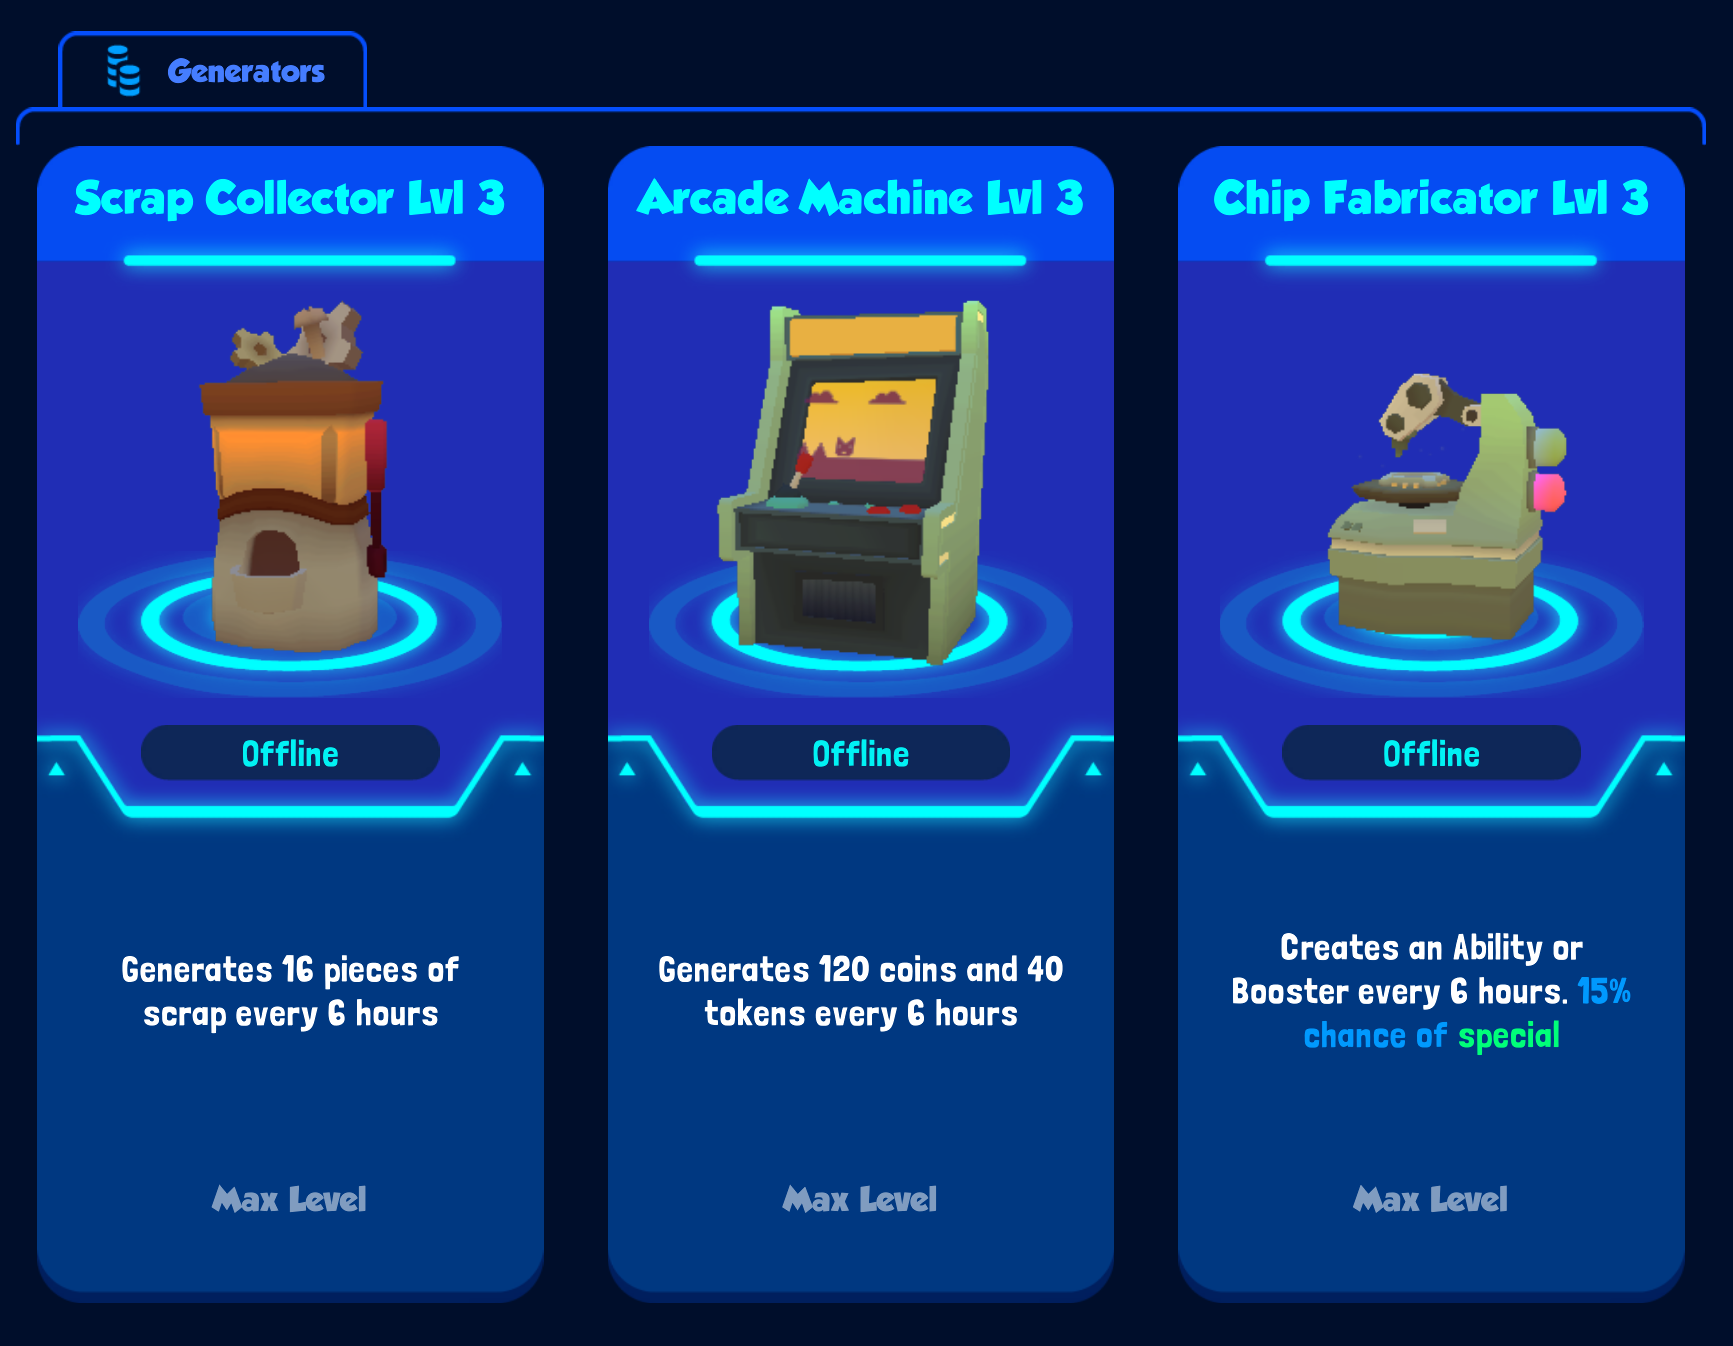 Generators
Scrap Collector Lvl 3
Offline
Generates 16 pieces of
scrap every 6 hours
Max Level
Arcade Machine Lvl 3
Offline
Generates 120 coins and 40
tokens every 6 hours
Max Level
Chip Fabricator Lvl 3
Offline
Creates an Ability or
Booster every 6 hours. 15%
chance of special
Max Level